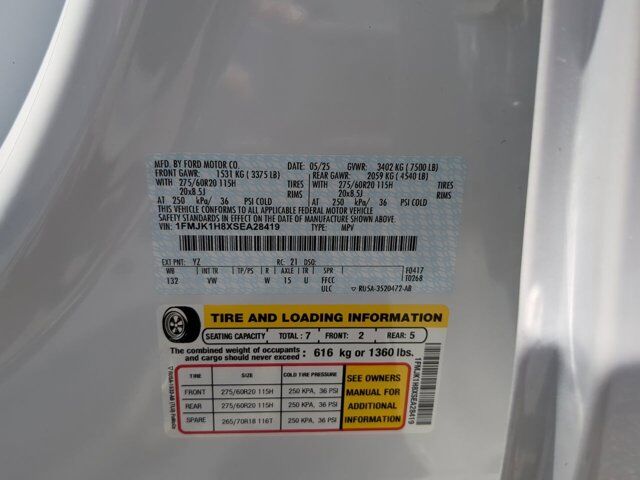 MFD. BY FORD MOTOR CO. DATE: 05/25 GVWR: 3402 KG ( 7500 LB)
FRONT GAWR: 1531 KG ( 3375 LB) REAR GAWR: 2059 KG ( 4540 LB)
WITH 275/60R20 115H TIRES WITH 275/60R20 115H TIRES
20x8.5J RIMS 20x8.5J RIMS
AT 250 kPa/ 36 PSI COLD AT 250 kPa/ 36 PSI COLD
THIS VEHICLE CONFORMS TO ALL APPLICABLE FEDERAL MOTOR VEHICLE
SAFETY STANDARDS IN EFFECT ON THE DATE OF MANUFACTURE SHOWN ABOVE.
VIN: 1FMJK1H8XSEA28419 TYPE: MPV
EXT PNT: YZ RC: 21 DSO:
WB INT TR TP/PS R AXLE TR SPR F0417
132 VW W 15 U FFCC T0268
ULC ▽ RU5A-3520472-AB
TIRE AND LOADING INFORMATION
SEATING CAPACITY TOTAL : 7 FRONT: 2 REAR: 5
The combined weight of occupants
and cargo should never exceed : 616 kg or 1360 lbs.
TIRE SIZE COLD TIRE PRESSURE
FRONT 275/60R20 115H 250 KPA, 36 PSI
REAR 275/60R20 115H 250 KPA, 36 PSI
SPARE 265/70R18 116T 250 KPA, 36 PSI
SEE OWNERS
MANUAL FOR
ADDITIONAL
INFORMATION
1FMJK1H8XSEA28419